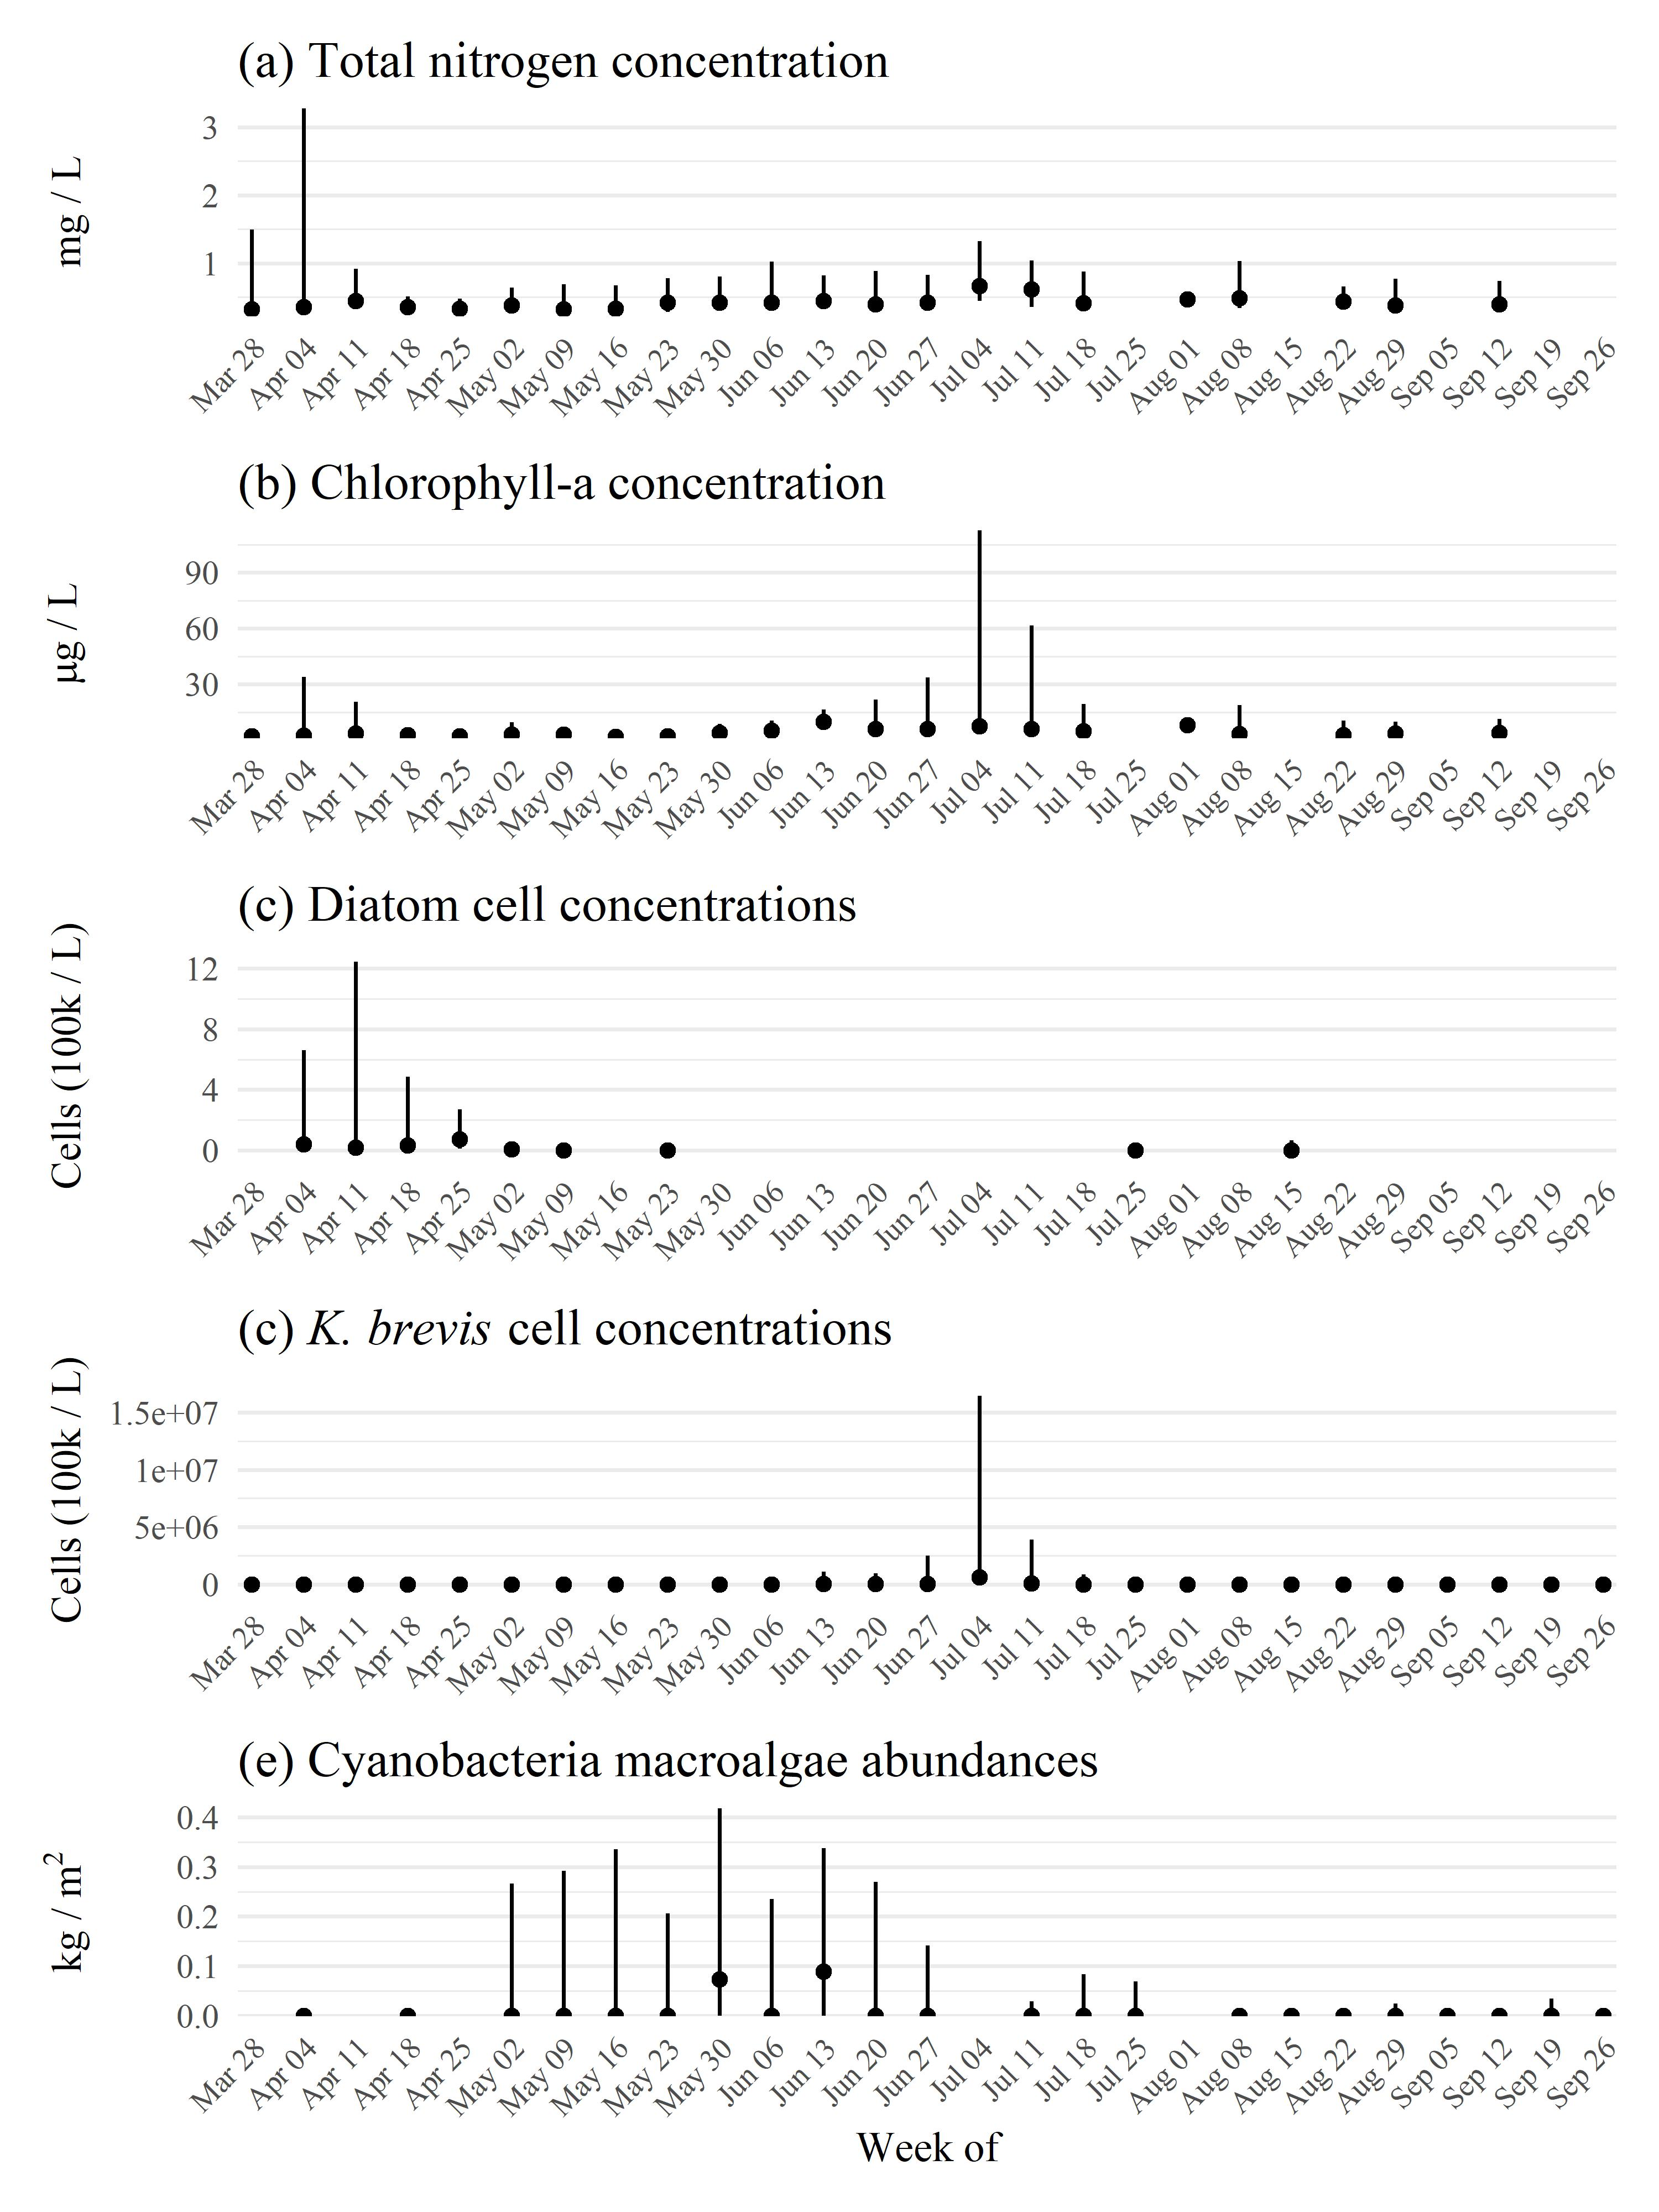 (a) Total nitrogen concentration
mg / L
3
2
1
Mar 28 Apr 04 Apr 11 Apr 18 Apr 25 May 02 May 09 May 16 May 23 May 30 Jun 06 Jun 13 Jun 20 Jun 27 Jul 04 Jul 11 Jul 18 Jul 25 Aug 01 Aug 08 Aug 15 Aug 22 Aug 29 Sep 05 Sep 12 Sep 19 Sep 26
(b) Chlorophyll-a concentration
µg / L
90
60
30
Mar 28 Apr 04 Apr 11 Apr 18 Apr 25 May 02 May 09 May 16 May 23 May 30 Jun 06 Jun 13 Jun 20 Jun 27 Jul 04 Jul 11 Jul 18 Jul 25 Aug 01 Aug 08 Aug 15 Aug 22 Aug 29 Sep 05 Sep 12 Sep 19 Sep 26
(c) Diatom cell concentrations
Cells (100k / L)
12
8
4
0
Mar 28 Apr 04 Apr 11 Apr 18 Apr 25 May 02 May 09 May 16 May 23 May 30 Jun 06 Jun 13 Jun 20 Jun 27 Jul 04 Jul 11 Jul 18 Jul 25 Aug 01 Aug 08 Aug 15 Aug 22 Aug 29 Sep 05 Sep 12 Sep 19 Sep 26
(c) K. brevis cell concentrations
Cells (100k / L)
1.5e+07
1e+07
5e+06
0
Mar 28 Apr 04 Apr 11 Apr 18 Apr 25 May 02 May 09 May 16 May 23 May 30 Jun 06 Jun 13 Jun 20 Jun 27 Jul 04 Jul 11 Jul 18 Jul 25 Aug 01 Aug 08 Aug 15 Aug 22 Aug 29 Sep 05 Sep 12 Sep 19 Sep 26
(e) Cyanobacteria macroalgae abundances
kg / m²
0.4
0.3
0.2
0.1
0.0
Mar 28 Apr 04 Apr 11 Apr 18 Apr 25 May 02 May 09 May 16 May 23 May 30 Jun 06 Jun 13 Jun 20 Jun 27 Jul 04 Jul 11 Jul 18 Jul 25 Aug 01 Aug 08 Aug 15 Aug 22 Aug 29 Sep 05 Sep 12 Sep 19 Sep 26
Week of